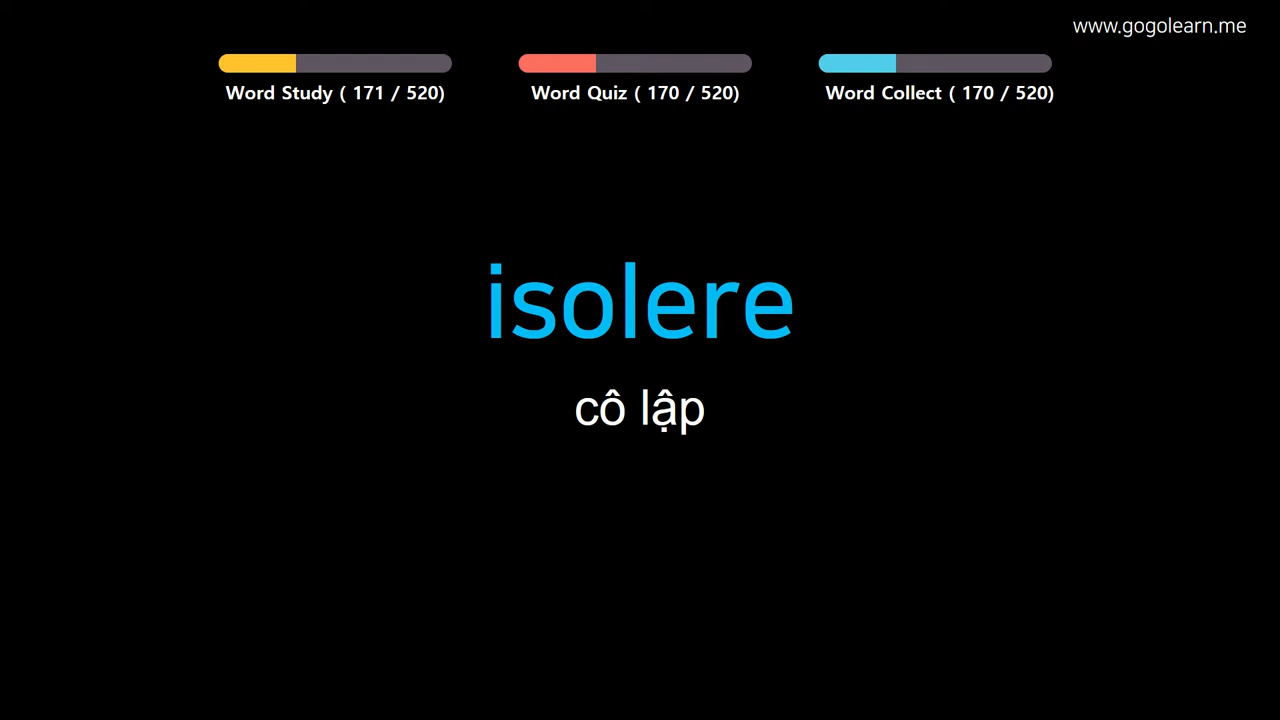 www.gogolearn.me
Word Study ( 171 / 520)
Word Quiz ( 170 / 520)
Word Collect ( 170 / 520)
isolere
cô lập